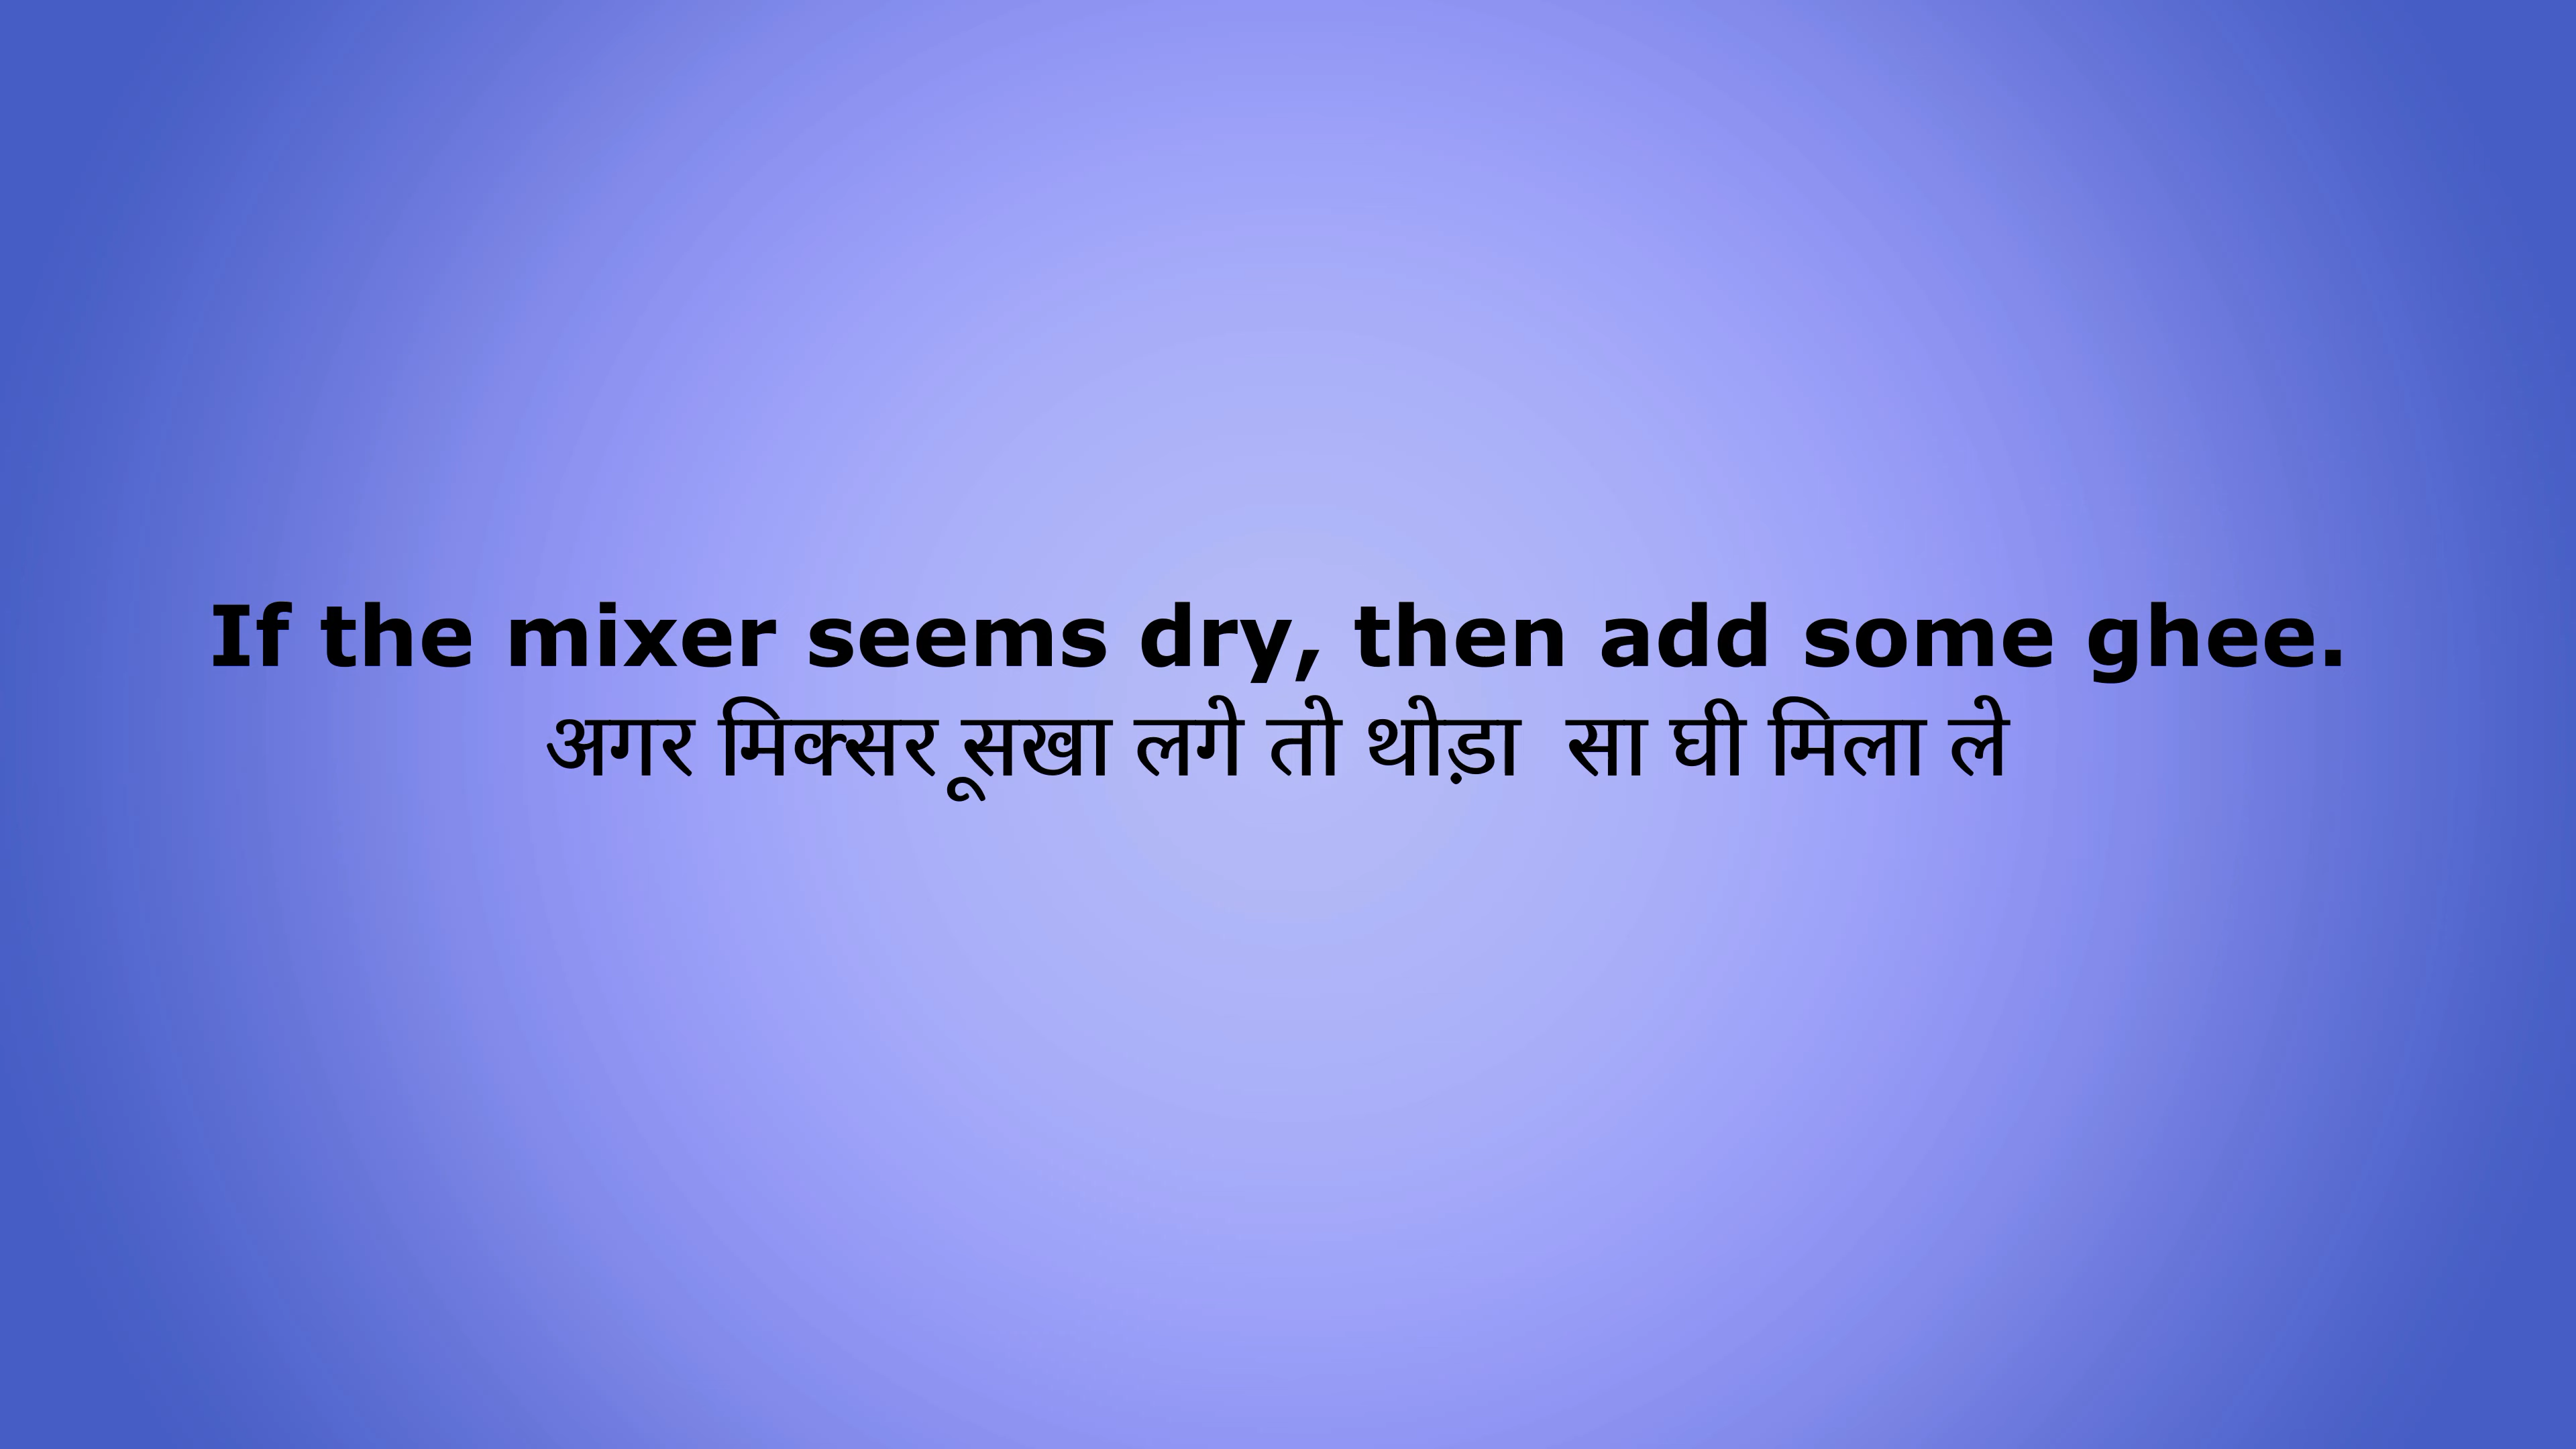 If the mixer seems dry, then add some ghee.
अगर मिक्सर सूखा लगे तो थोड़ा  सा घी मिला ले